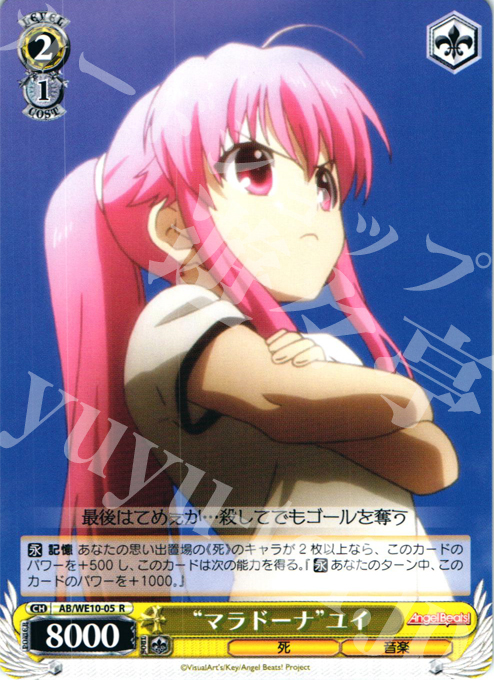 LEVEL
2
1
COST
最後はてめえか…殺してでもゴールを奪う
永 記憶 あなたの思い出置場の《死》のキャラが2枚以上なら、このカードの
パワーを+500し、このカードは次の能力を得る。『永 あなたのターン中、このカ
ードのパワーを+1000。』
CH AB/WE10-05 R
POWER 8000 SOUL
“マラドーナ”ユイ
Angel Beats!
死 音楽
©VisualArt's/Key/Angel Beats! Project
yuyu